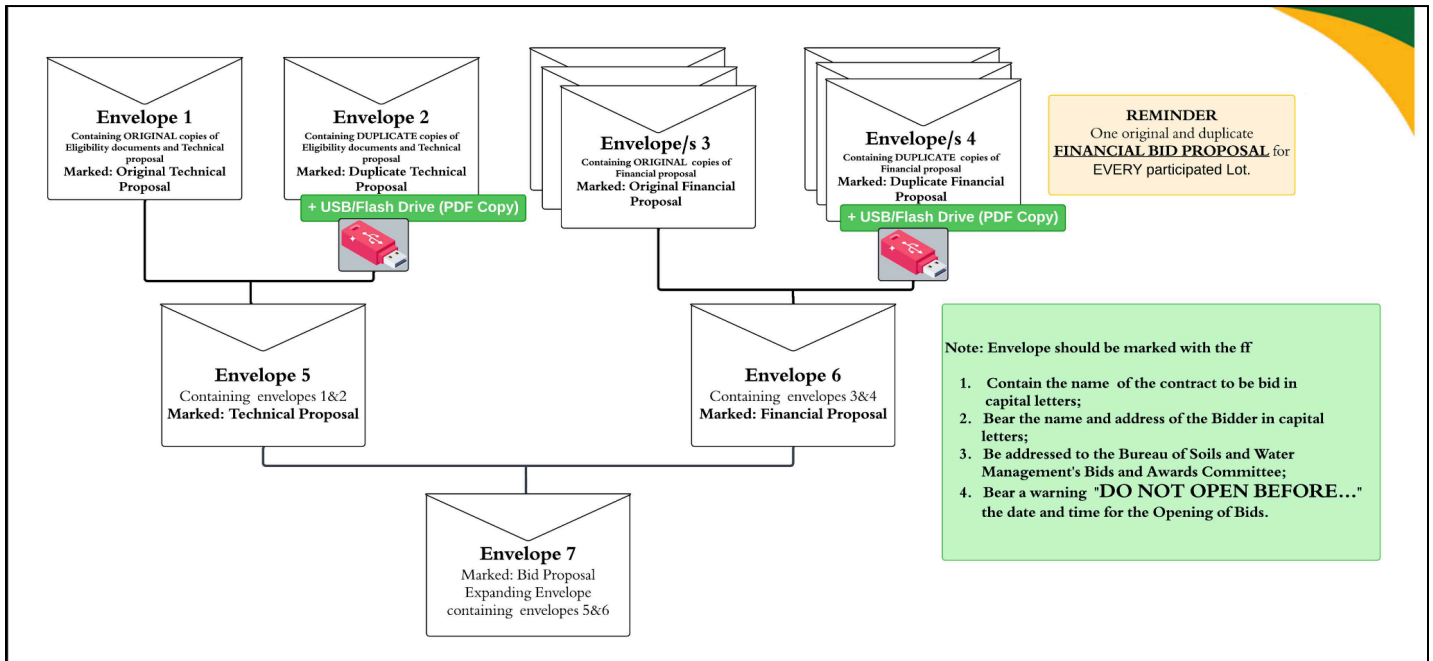 Envelope 1
Containing ORIGINAL copies of
Eligibility documents and Technical
proposal
Marked: Original Technical
Proposal
Envelope 2
Containing DUPLICATE copies of
Eligibility documents and Technical
proposal
Marked: Duplicate Technical
Proposal
+ USB/Flash Drive (PDF Copy)
Envelope/s 3
Containing ORIGINAL copies of
Financial proposal
Marked: Original Financial
Proposal
Envelope/s 4
Containing DUPLICATE copies of
Financial proposal
Marked: Duplicate Financial
Proposal
+ USB/Flash Drive (PDF Copy)
REMINDER
One original and duplicate
FINANCIAL BID PROPOSAL for
EVERY participated Lot.
Envelope 5
Containing envelopes 1&2
Marked: Technical Proposal
Envelope 6
Containing envelopes 3&4
Marked: Financial Proposal
Note: Envelope should be marked with the ff
1. Contain the name of the contract to be bid in
capital letters;
2. Bear the name and address of the Bidder in capital
letters;
3. Be addressed to the Bureau of Soils and Water
Management's Bids and Awards Committee;
4. Bear a warning "DO NOT OPEN BEFORE..."
the date and time for the Opening of Bids.
Envelope 7
Marked: Bid Proposal
Expanding Envelope
containing envelopes 5&6